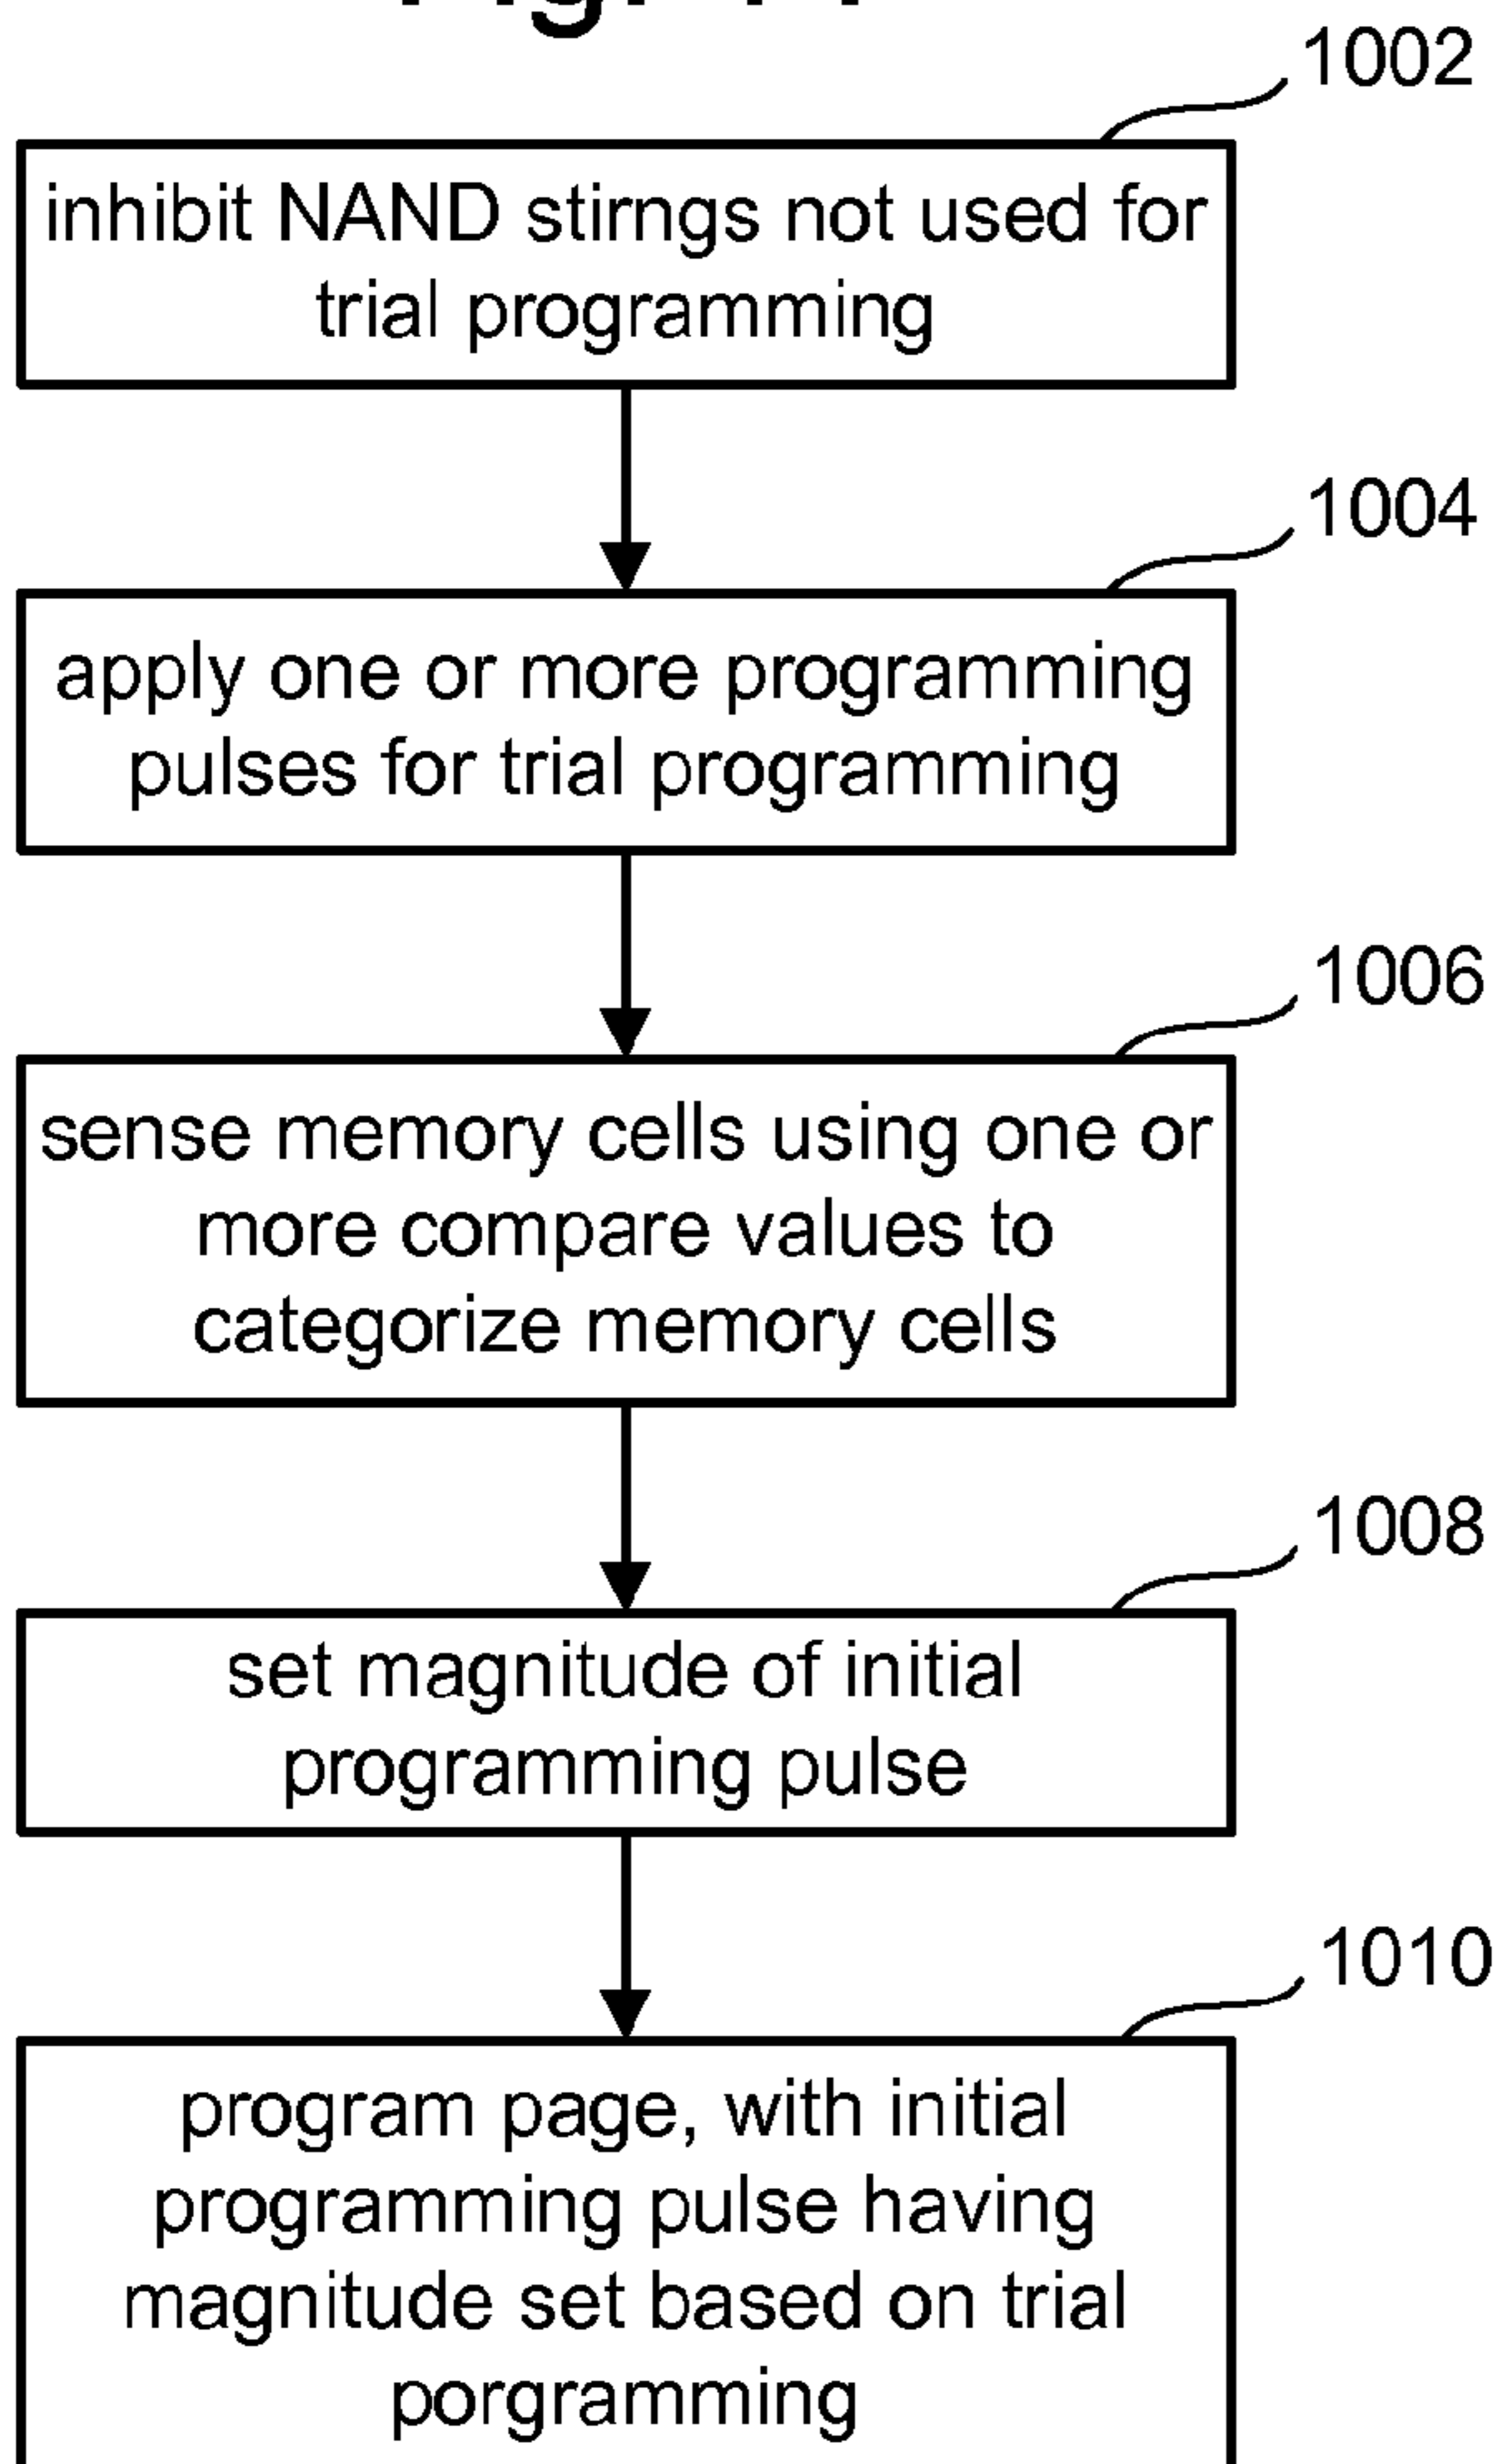 1002
inhibit NAND stirngs not used for
trial programming
1004
apply one or more programming
pulses for trial programming
1006
sense memory cells using one or
more compare values to
categorize memory cells
1008
set magnitude of initial
programming pulse
1010
program page, with initial
programming pulse having
magnitude set based on trial
porgramming